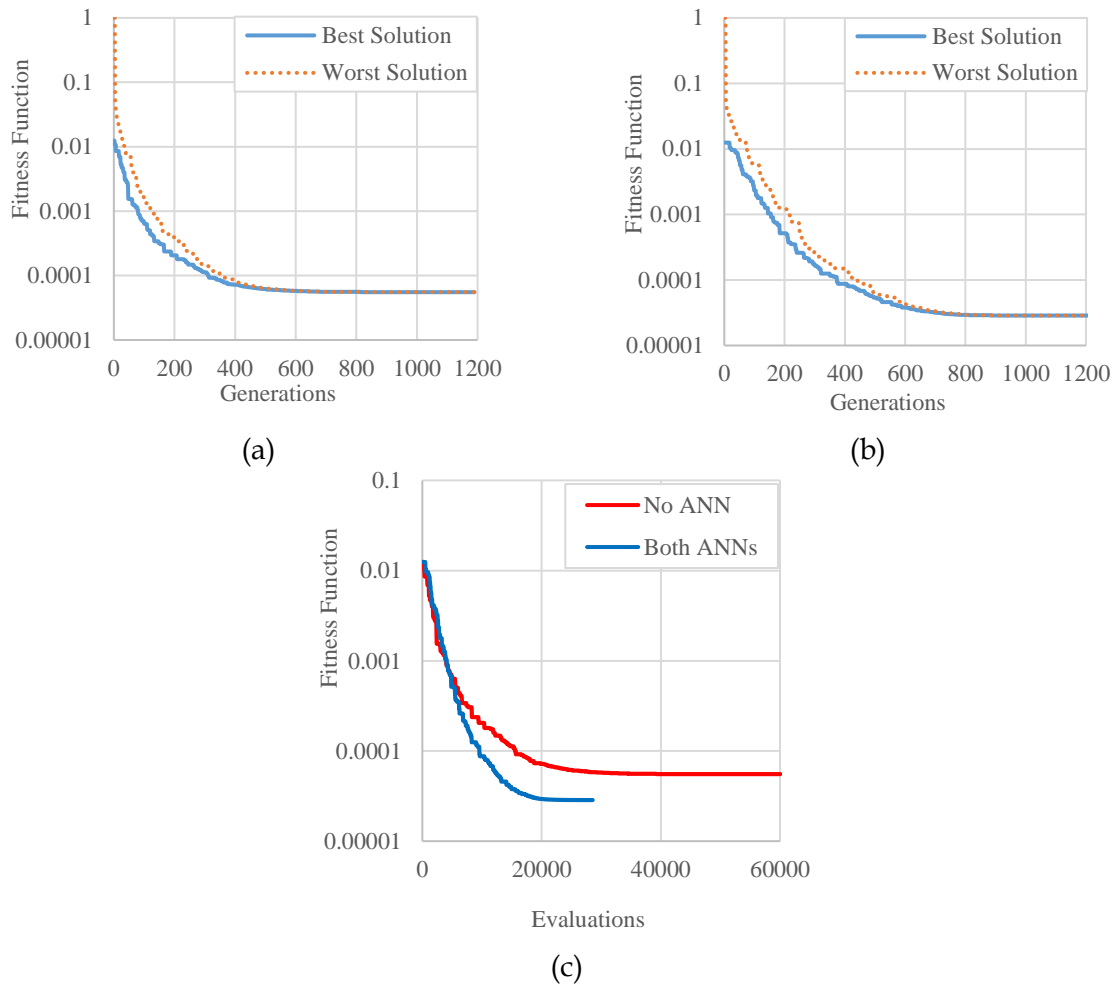 1
0.1
0.01
0.001
0.0001
0.00001
Fitness Function
Best Solution
Worst Solution
0 200 400 600 800 1000 1200
Generations
(a)
1
0.1
0.01
0.001
0.0001
0.00001
Fitness Function
Best Solution
Worst Solution
0 200 400 600 800 1000 1200
Generations
(b)
0.1
0.01
0.001
0.0001
0.00001
Fitness Function
No ANN
Both ANNs
0 20000 40000 60000
Evaluations
(c)